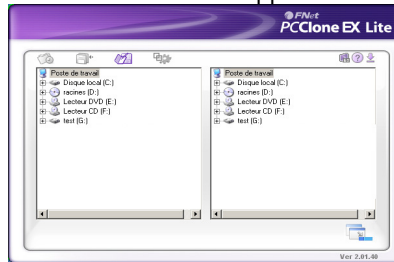 FNet
PCClone EX Lite
Poste de travail
Disque local (C:)
racines (D:)
Lecteur DVD (E:)
Lecteur CD (F:)
test (G:)
Poste de travail
Disque local (C:)
racines (D:)
Lecteur DVD (E:)
Lecteur CD (F:)
test (G:)
Ver 2.01.40